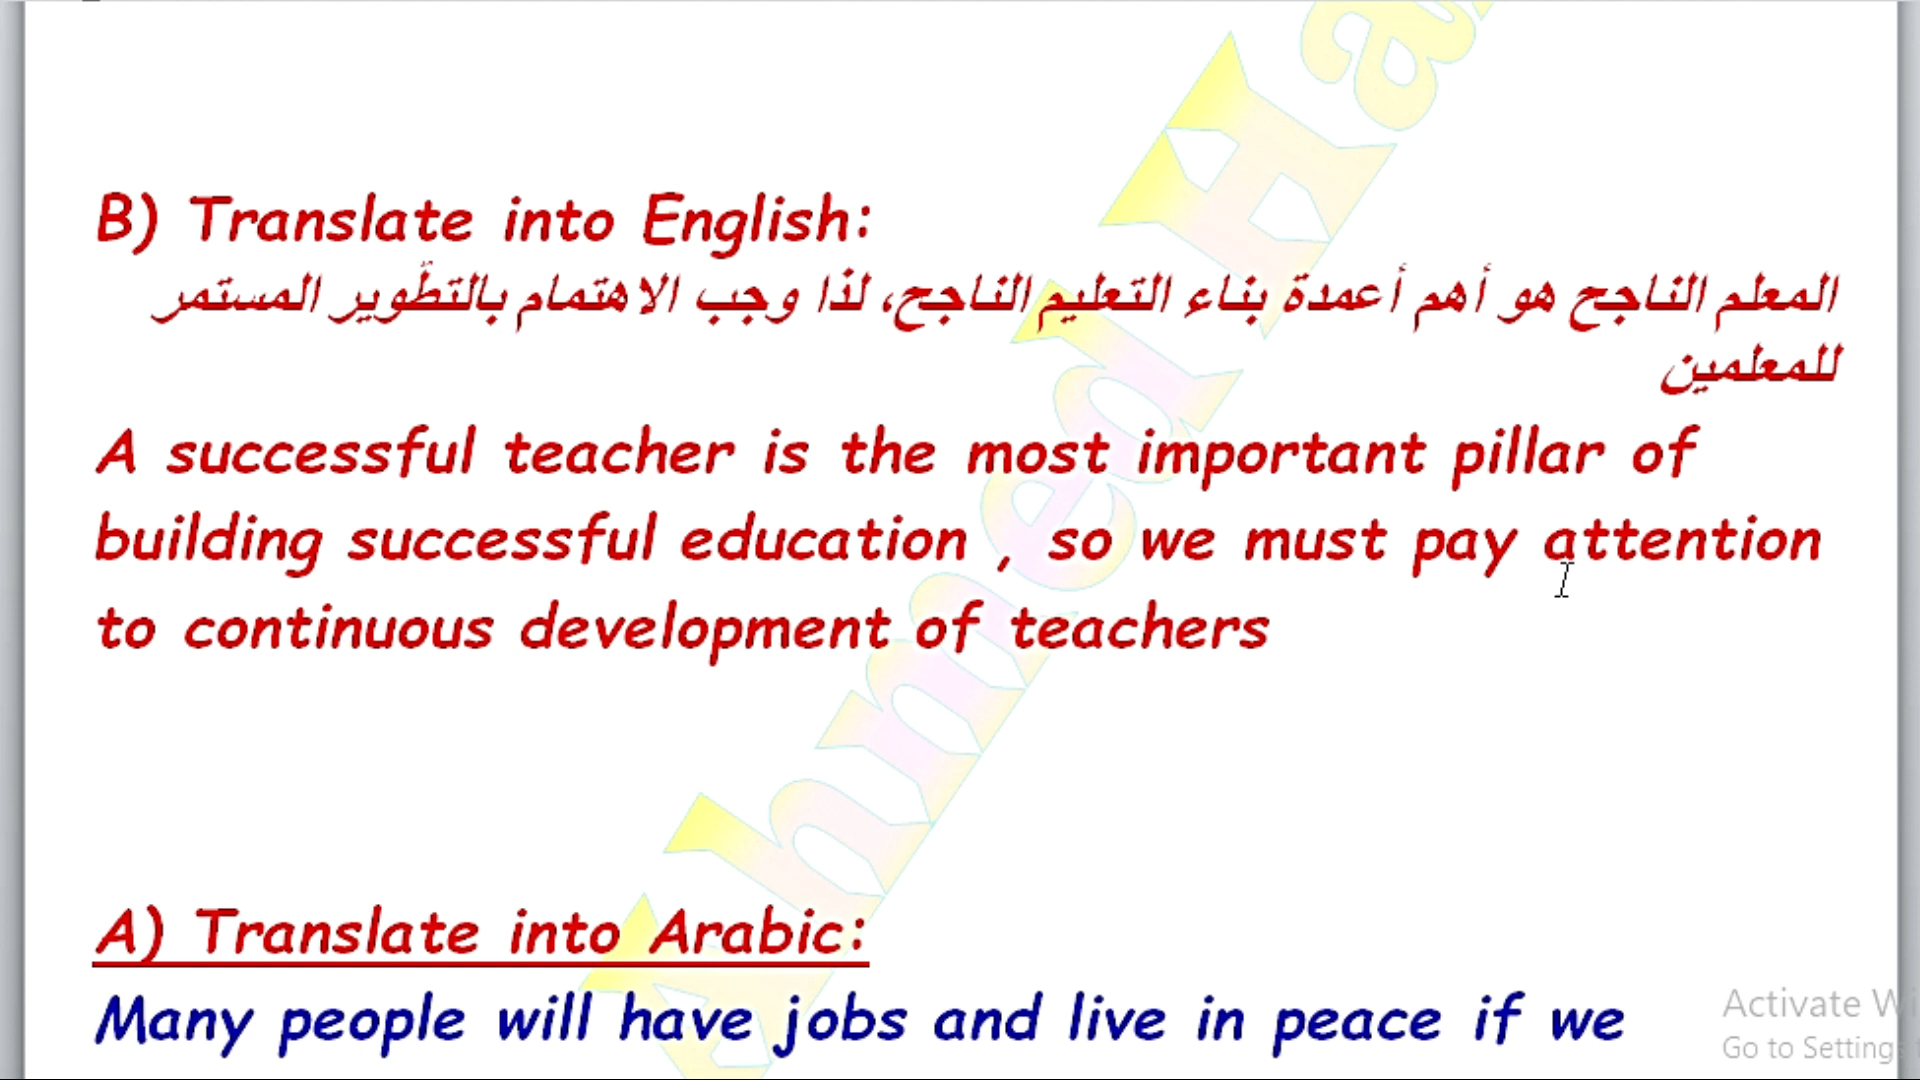 B) Translate into English:
المعلم الناجح هو أهم أعمدة بناء التعليم الناجح، لذا وجب الاهتمام بالتطوير المستمر
للمعلمين
A successful teacher is the most important pillar of
building successful education , so we must pay attention
to continuous development of teachers
A) Translate into Arabic:
Many people will have jobs and live in peace if we
Activate
Go to Setting
Ahmed